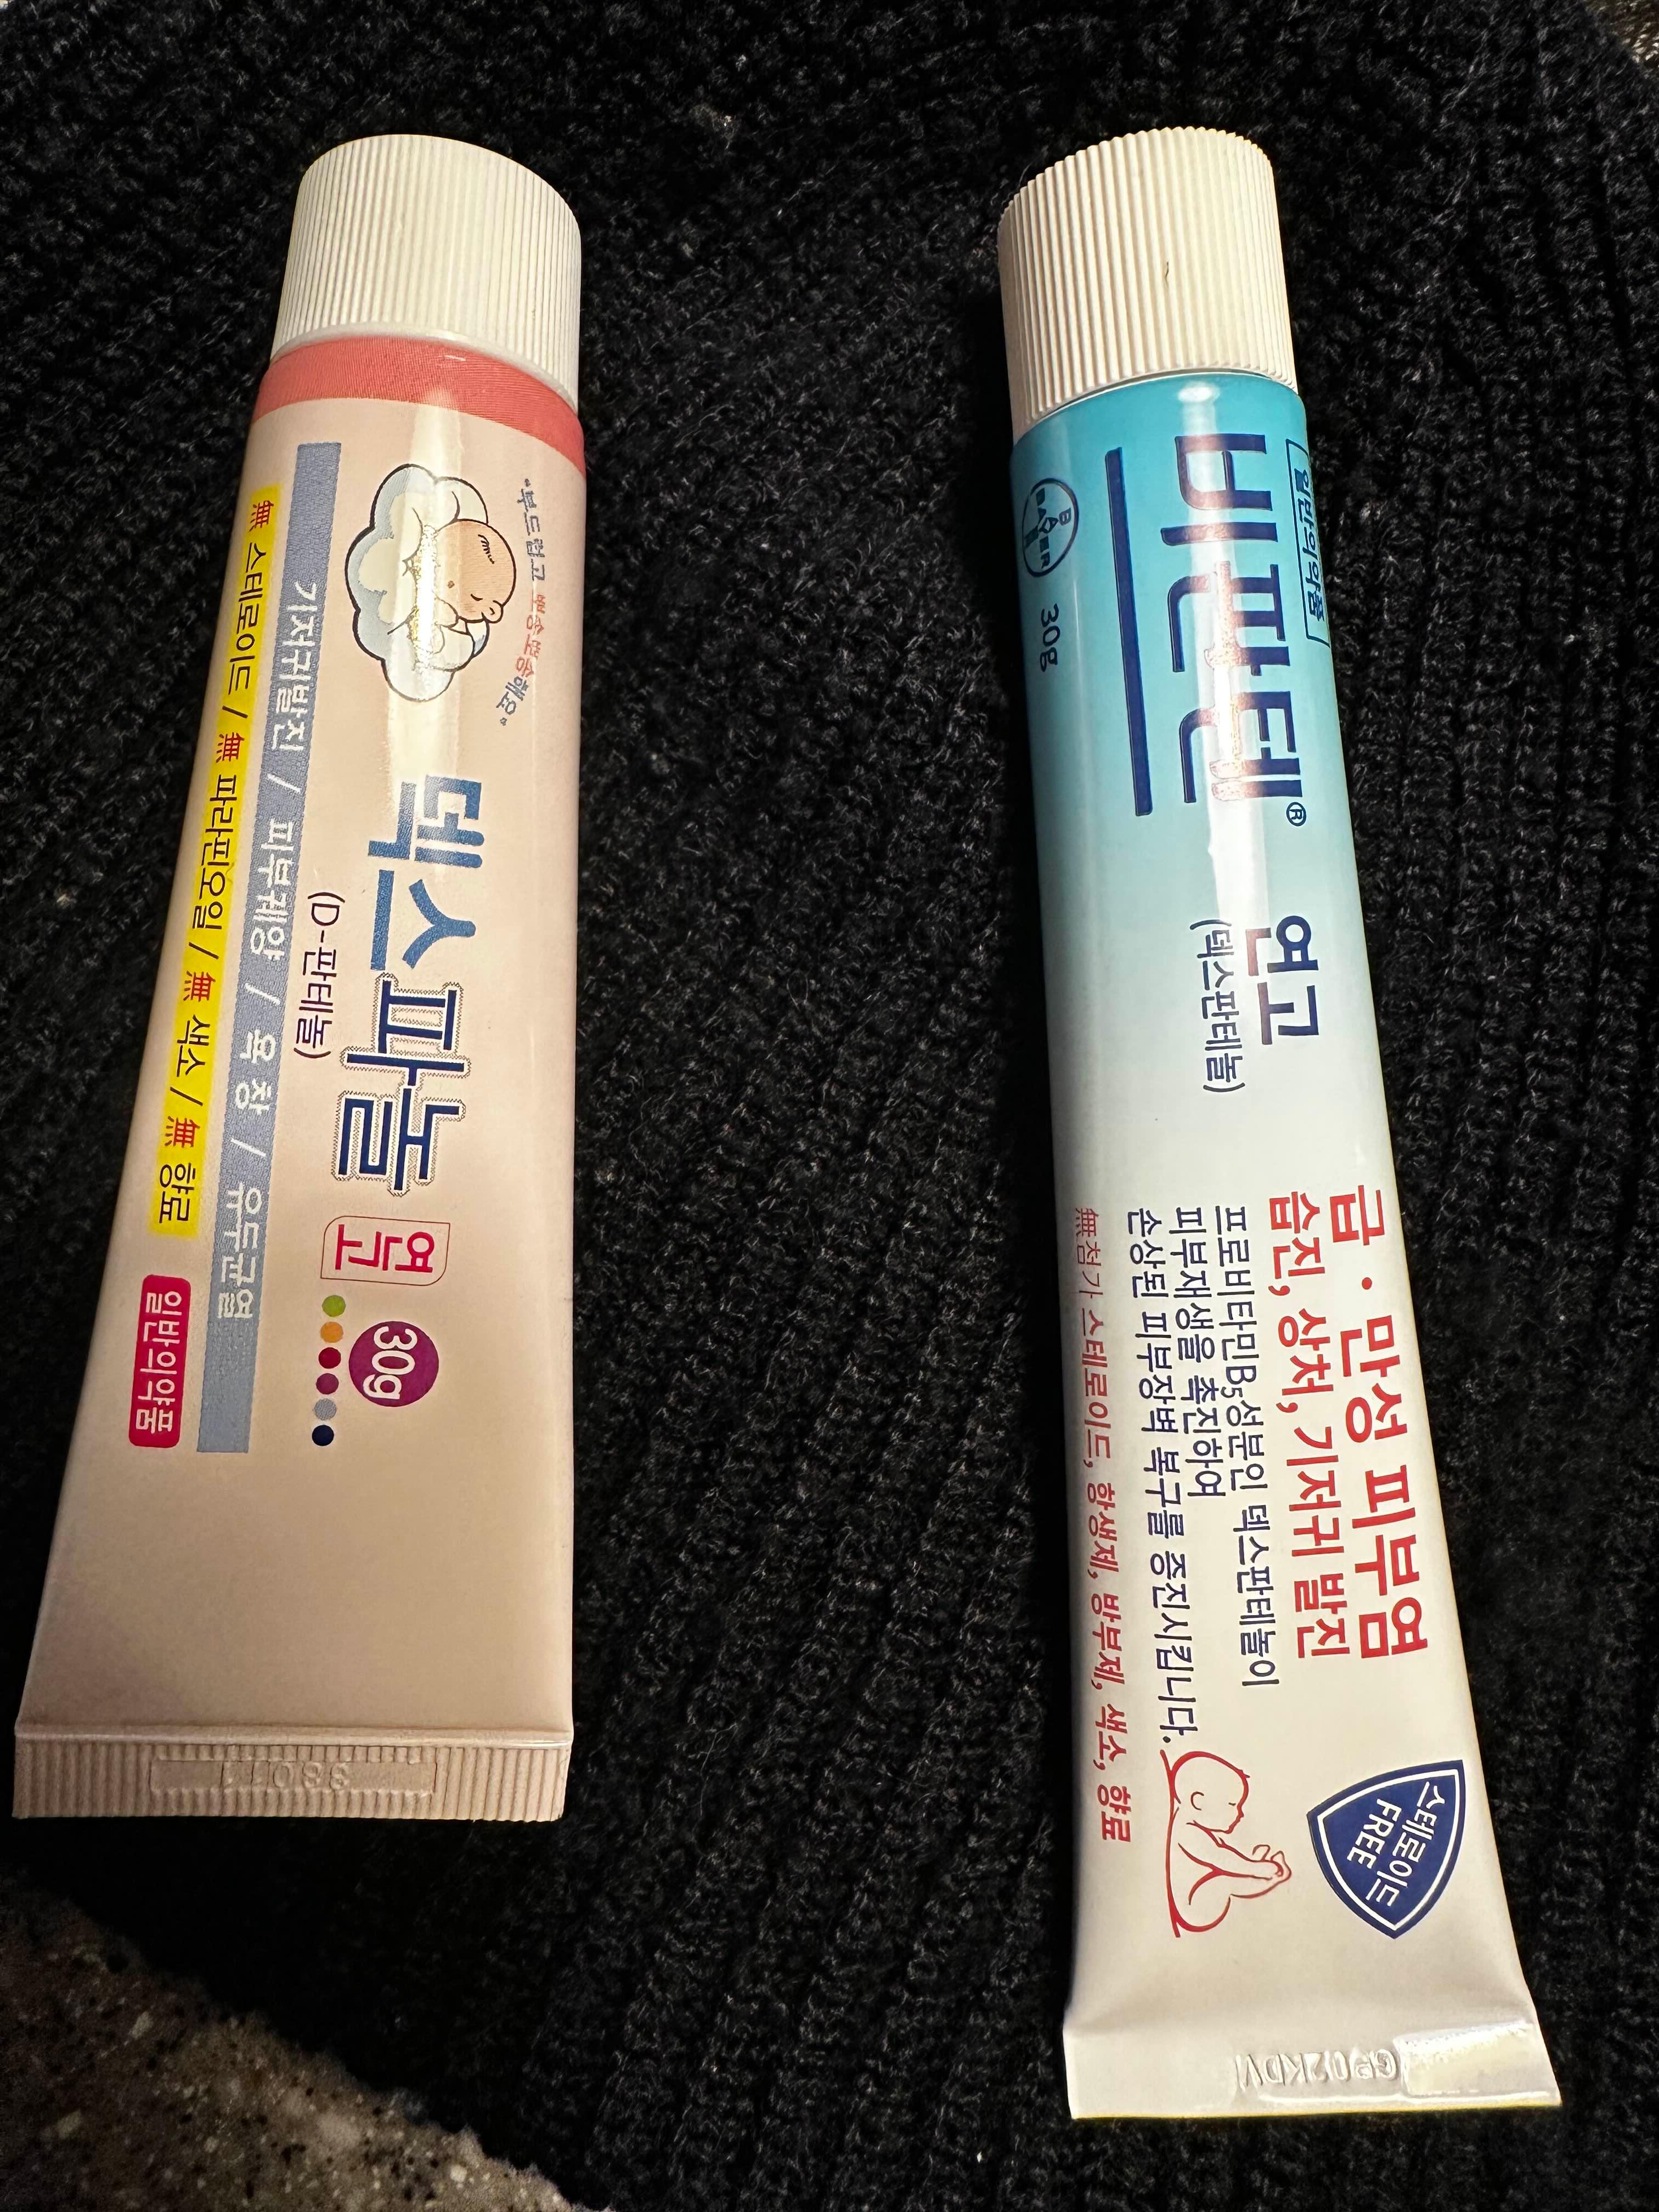 "부드럽고 뽀송뽀송해요"
덱스파놀 연고
30g
(D-판테놀)
기저귀발진 / 피부궤양 / 욕창 / 유두균열
無 스테로이드 / 無 파라핀오일 / 無 색소 / 無 향료
일반의약품
일반의약품
비판텐® 연고
(덱스판테놀)
BAYER
30g
급·만성 피부염
습진, 상처, 기저귀 발진
프로비타민B5성분인 덱스판테놀이
피부재생을 촉진하여
손상된 피부장벽 복구를 증진시킵니다.
無첨가 스테로이드, 항생제, 방부제, 색소, 향료
스테로이드
FREE